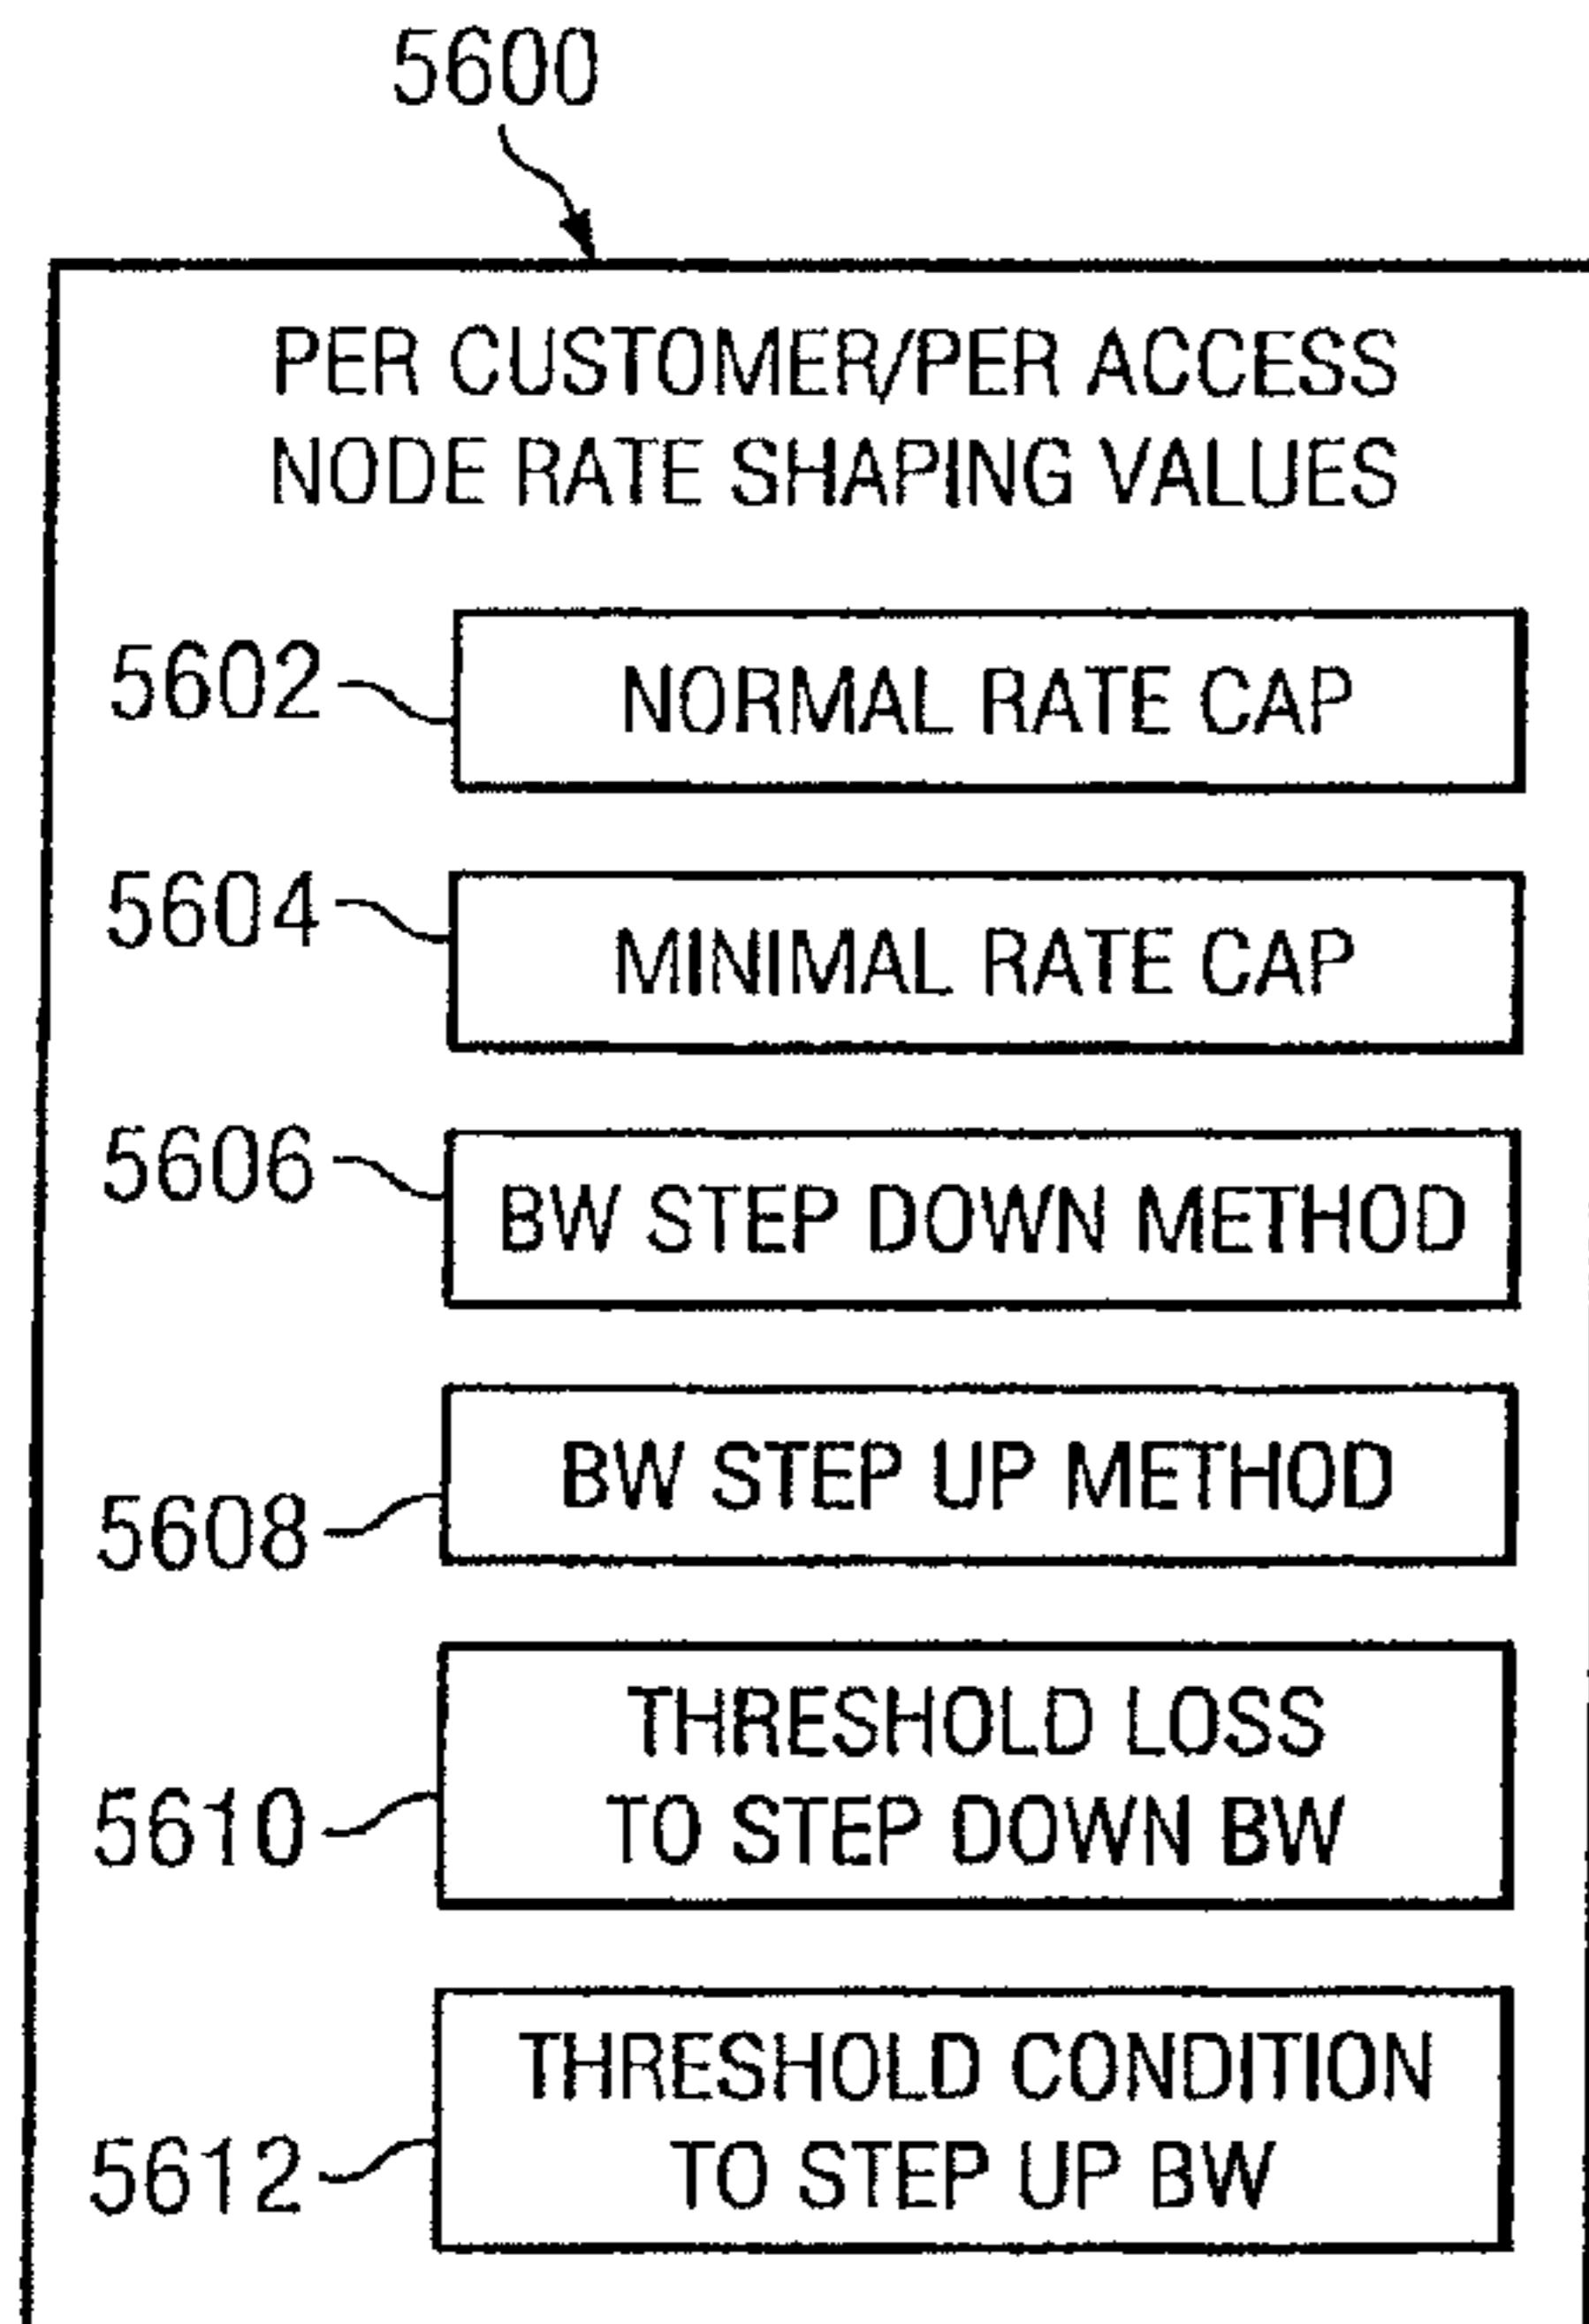 5600
PER CUSTOMER/PER ACCESS
NODE RATE SHAPING VALUES
5602
NORMAL RATE CAP
5604
MINIMAL RATE CAP
5606
BW STEP DOWN METHOD
BW STEP UP METHOD
5608
THRESHOLD LOSS
TO STEP DOWN BW
5610
THRESHOLD CONDITION
TO STEP UP BW
5612